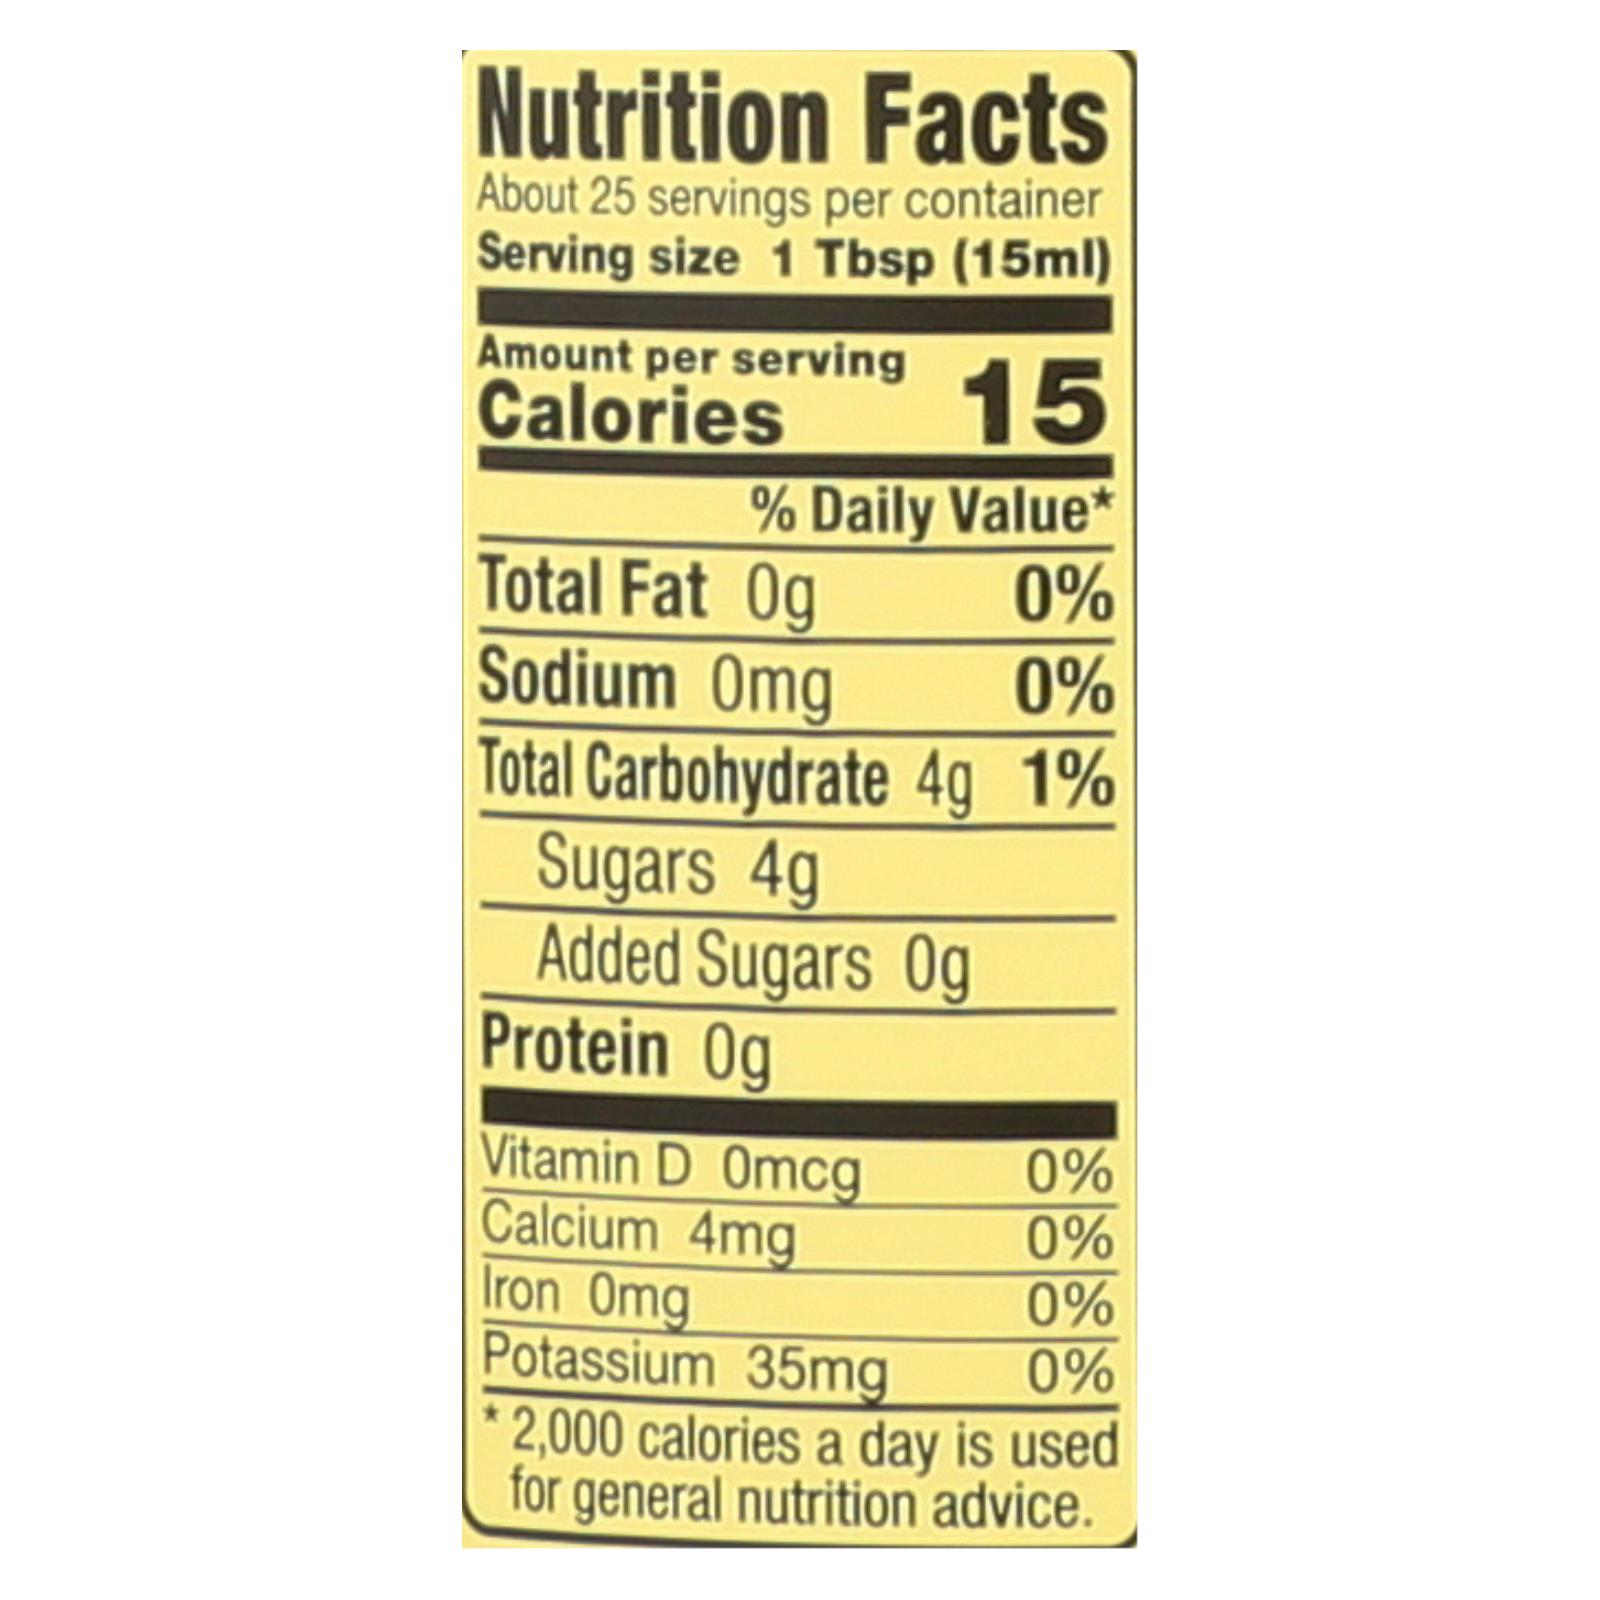 Nutrition Facts
About 25 servings per container
Serving size 1 Tbsp (15ml)
Amount per serving
Calories 15
% Daily Value*
Total Fat 0g 0%
Sodium 0mg 0%
Total Carbohydrate 4g 1%
Sugars 4g
Added Sugars 0g
Protein 0g
Vitamin D 0mcg 0%
Calcium 4mg 0%
Iron 0mg 0%
Potassium 35mg 0%
* 2,000 calories a day is used
for general nutrition advice.